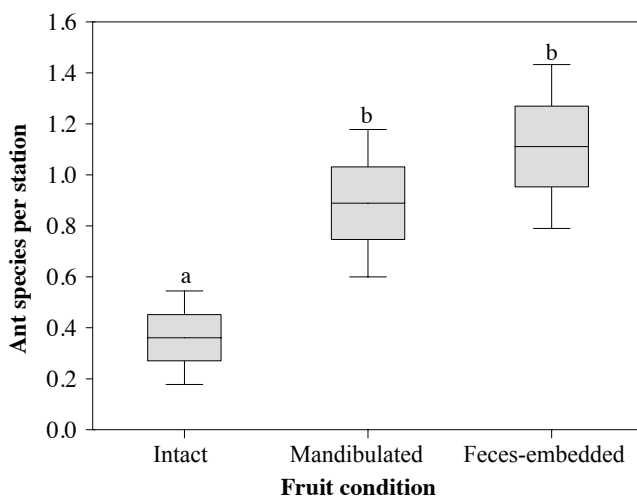 1.6
1.4
1.2
1.0
0.8
0.6
0.4
0.2
0.0
Ant species per station
a
b
b
Intact Mandibulated Feces-embedded
Fruit condition